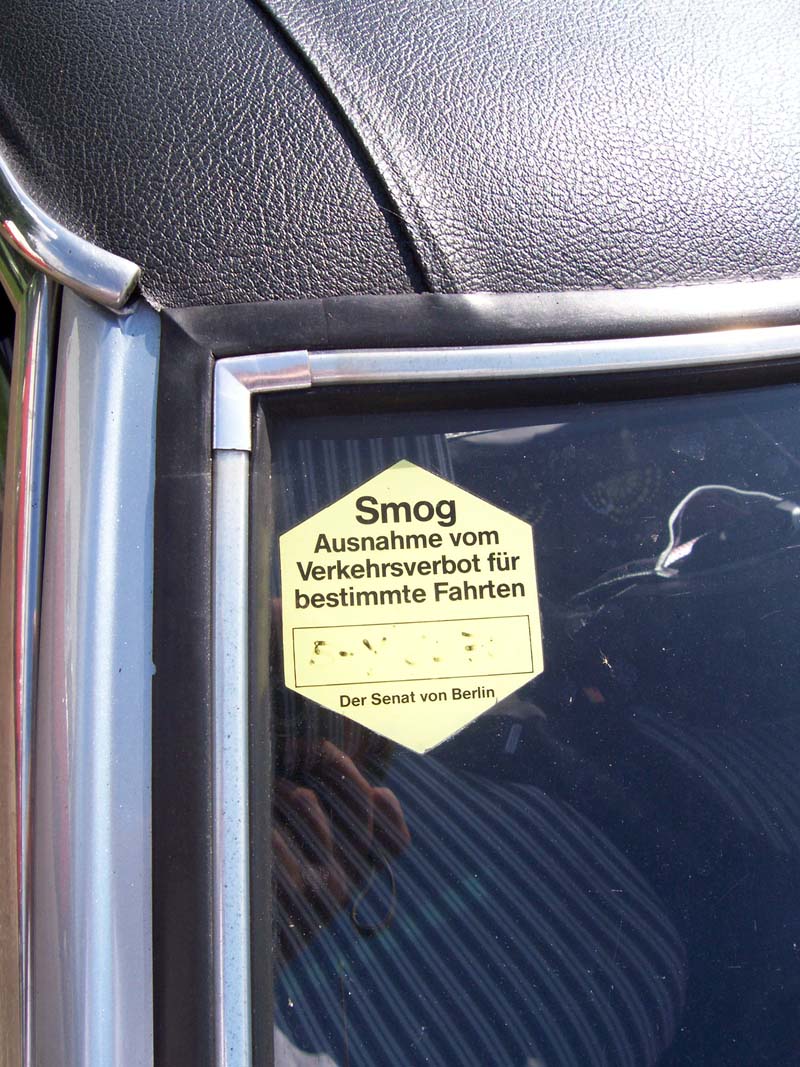 Smog
Ausnahme vom
Verkehrsverbot für
bestimmte Fahrten
Der Senat von Berlin